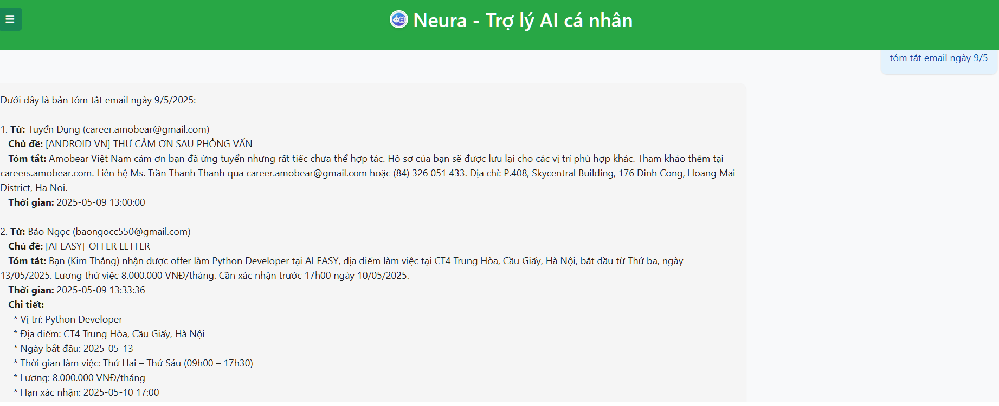 Neura - Trợ lý AI cá nhân
tóm tắt email ngày 9/5
Dưới đây là bản tóm tắt email ngày 9/5/2025:
1. Từ: Tuyển Dụng (career.amobear@gmail.com)
Chủ đề: [ANDROID VN] THƯ CẢM ƠN SAU PHỎNG VẤN
Tóm tắt: Amobear Việt Nam cảm ơn bạn đã ứng tuyển nhưng rất tiếc chưa thể hợp tác. Hồ sơ của bạn sẽ được lưu lại cho các vị trí phù hợp khác. Tham khảo thêm tại
careers.amobear.com. Liên hệ Ms. Trần Thanh Thanh qua career.amobear@gmail.com hoặc (84) 326 051 433. Địa chỉ: P.408, Skycentral Building, 176 Dinh Cong, Hoang Mai
District, Ha Noi.
Thời gian: 2025-05-09 13:00:00
2. Từ: Bảo Ngọc (baongocc550@gmail.com)
Chủ đề: [AI EASY]_OFFER LETTER
Tóm tắt: Bạn (Kim Thắng) nhận được offer làm Python Developer tại AI EASY, địa điểm làm việc tại CT4 Trung Hòa, Cầu Giấy, Hà Nội, bắt đầu từ Thứ ba, ngày
13/05/2025. Lương thử việc 8.000.000 VNĐ/tháng. Cần xác nhận trước 17h00 ngày 10/05/2025.
Thời gian: 2025-05-09 13:33:36
Chi tiết:
* Vị trí: Python Developer
* Địa điểm: CT4 Trung Hòa, Cầu Giấy, Hà Nội
* Ngày bắt đầu: 2025-05-13
* Thời gian làm việc: Thứ Hai – Thứ Sáu (09h00 – 17h30)
* Lương: 8.000.000 VNĐ/tháng
* Hạn xác nhận: 2025-05-10 17:00